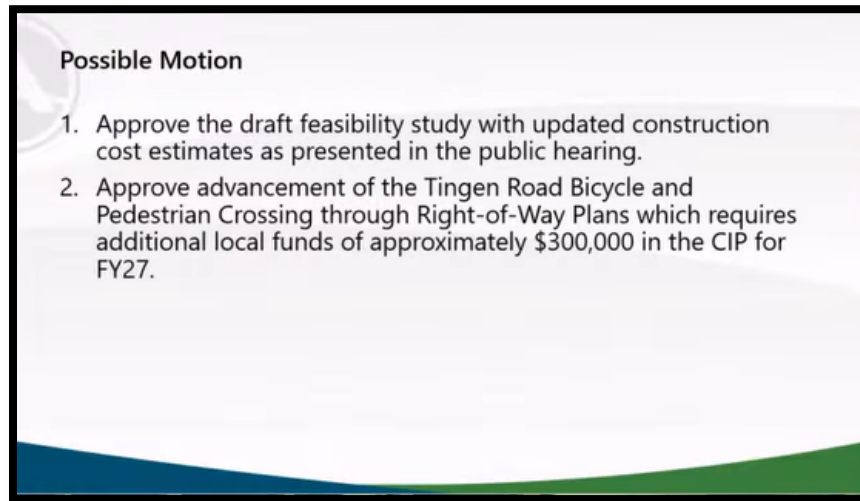 Possible Motion
1. Approve the draft feasibility study with updated construction
cost estimates as presented in the public hearing.
2. Approve advancement of the Tingen Road Bicycle and
Pedestrian Crossing through Right-of-Way Plans which requires
additional local funds of approximately $300,000 in the CIP for
FY27.